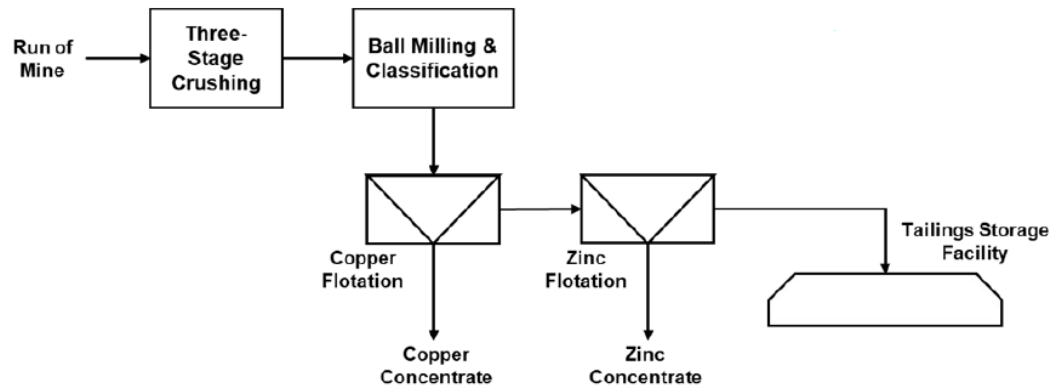 Run of
Mine
Three-
Stage
Crushing
Ball Milling &
Classification
Copper
Flotation
Zinc
Flotation
Tailings Storage
Facility
Copper
Concentrate
Zinc
Concentrate